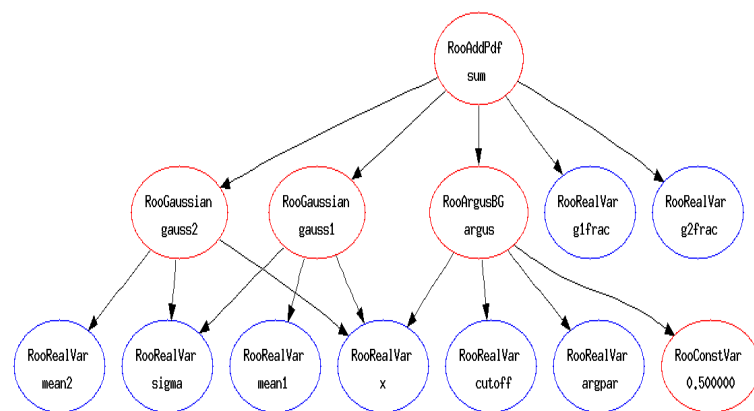 RooAddPdf
sum
RooGaussian
gauss2
RooGaussian
gauss1
RooArgusBG
argus
RooRealVar
g1frac
RooRealVar
g2frac
RooRealVar
mean2
RooRealVar
sigma
RooRealVar
mean1
RooRealVar
x
RooRealVar
cutoff
RooRealVar
argpar
RooConstVar
0.500000